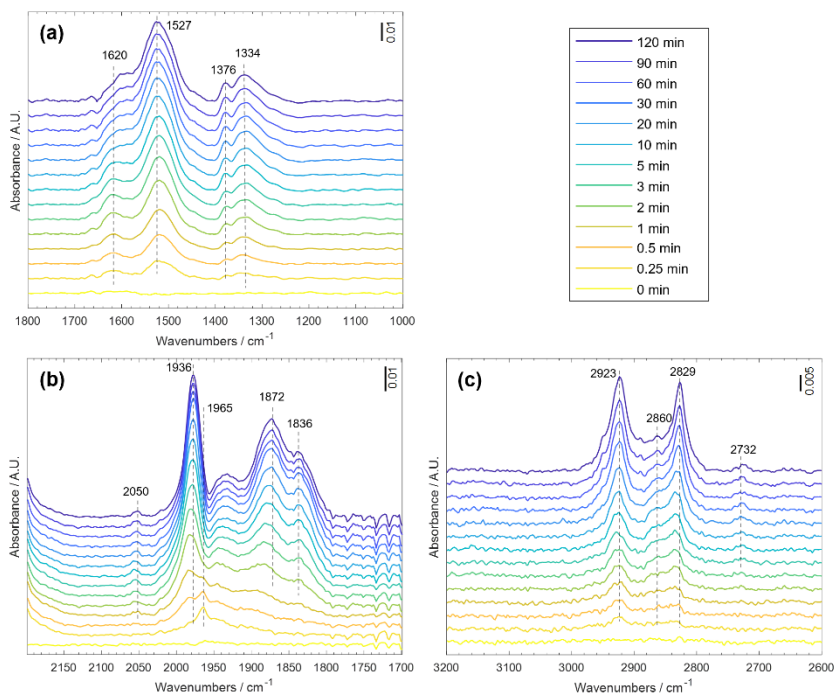 (a)
1620
1527
1376
1334
0.01
Absorbance / A.U.
1800 1700 1600 1500 1400 1300 1200 1100 1000
Wavenumbers / cm⁻¹
120 min
90 min
60 min
30 min
20 min
10 min
5 min
3 min
2 min
1 min
0.5 min
0.25 min
0 min
(b)
1936
1965
1872
1836
2050
0.01
Absorbance / A.U.
2150 2100 2050 2000 1950 1900 1850 1800 1750 1700
Wavenumbers / cm⁻¹
(c)
2923
2829
2860
2732
0.005
Absorbance / A.U.
3200 3100 3000 2900 2800 2700 2600
Wavenumbers / cm⁻¹